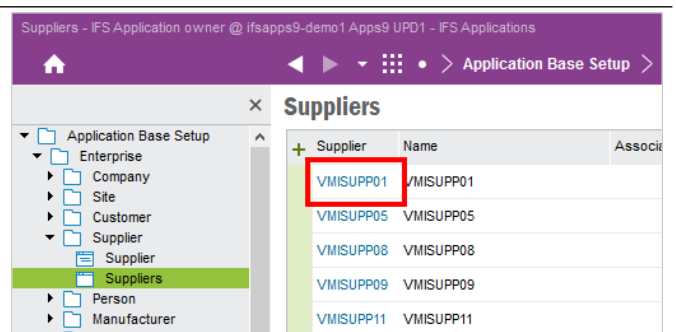 Suppliers - IFS Application owner @ ifsapps9-demo1 Apps9 UPD1 - IFS Applications
Application Base Setup
Suppliers
Application Base Setup
Enterprise
Company
Site
Customer
Supplier
Supplier
Suppliers
Person
Manufacturer
Supplier Name Associa
VMISUPP01 VMISUPP01
VMISUPP05 VMISUPP05
VMISUPP08 VMISUPP08
VMISUPP09 VMISUPP09
VMISUPP11 VMISUPP11